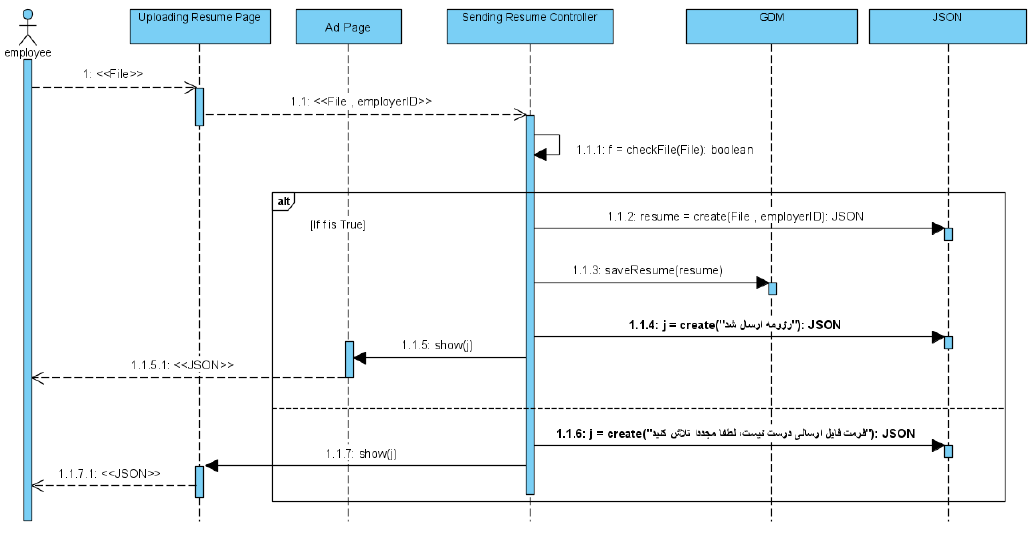 Uploading Resume Page
Ad Page
Sending Resume Controller
GDM
JSON
employee
1: <<File>>
1.1: <<File , employerID>>
1.1.1: f = checkFile(File): boolean
alt
[If f is True]
1.1.2: resume = create(File , employerID): JSON
1.1.3: saveResume(resume)
1.1.4: j = create("رزومه ارسال شد"): JSON
1.1.5: show(j)
1.1.5.1: <<JSON>>
1.1.6: j = create("فرمت فایل ارسالی درست نیست، لطفا مجددا تلاش کنید"): JSON
1.1.7: show(j)
1.1.7.1: <<JSON>>